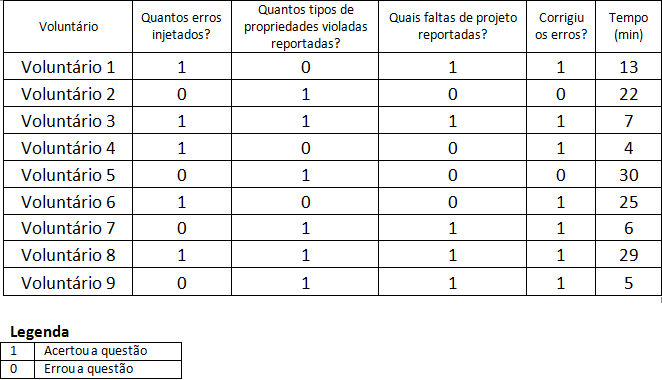 Voluntário | Quantos erros injetados? | Quantos tipos de propriedades violadas reportadas? | Quais faltas de projeto reportadas? | Corrigiu os erros? | Tempo (min)
Voluntário 1 | 1 | 0 | 1 | 1 | 13
Voluntário 2 | 0 | 1 | 0 | 0 | 22
Voluntário 3 | 1 | 1 | 1 | 1 | 7
Voluntário 4 | 1 | 0 | 0 | 1 | 4
Voluntário 5 | 0 | 1 | 0 | 0 | 30
Voluntário 6 | 1 | 0 | 0 | 1 | 25
Voluntário 7 | 0 | 1 | 1 | 1 | 6
Voluntário 8 | 1 | 1 | 1 | 1 | 29
Voluntário 9 | 0 | 1 | 1 | 1 | 5
Legenda
1 | Acertou a questão
0 | Errou a questão